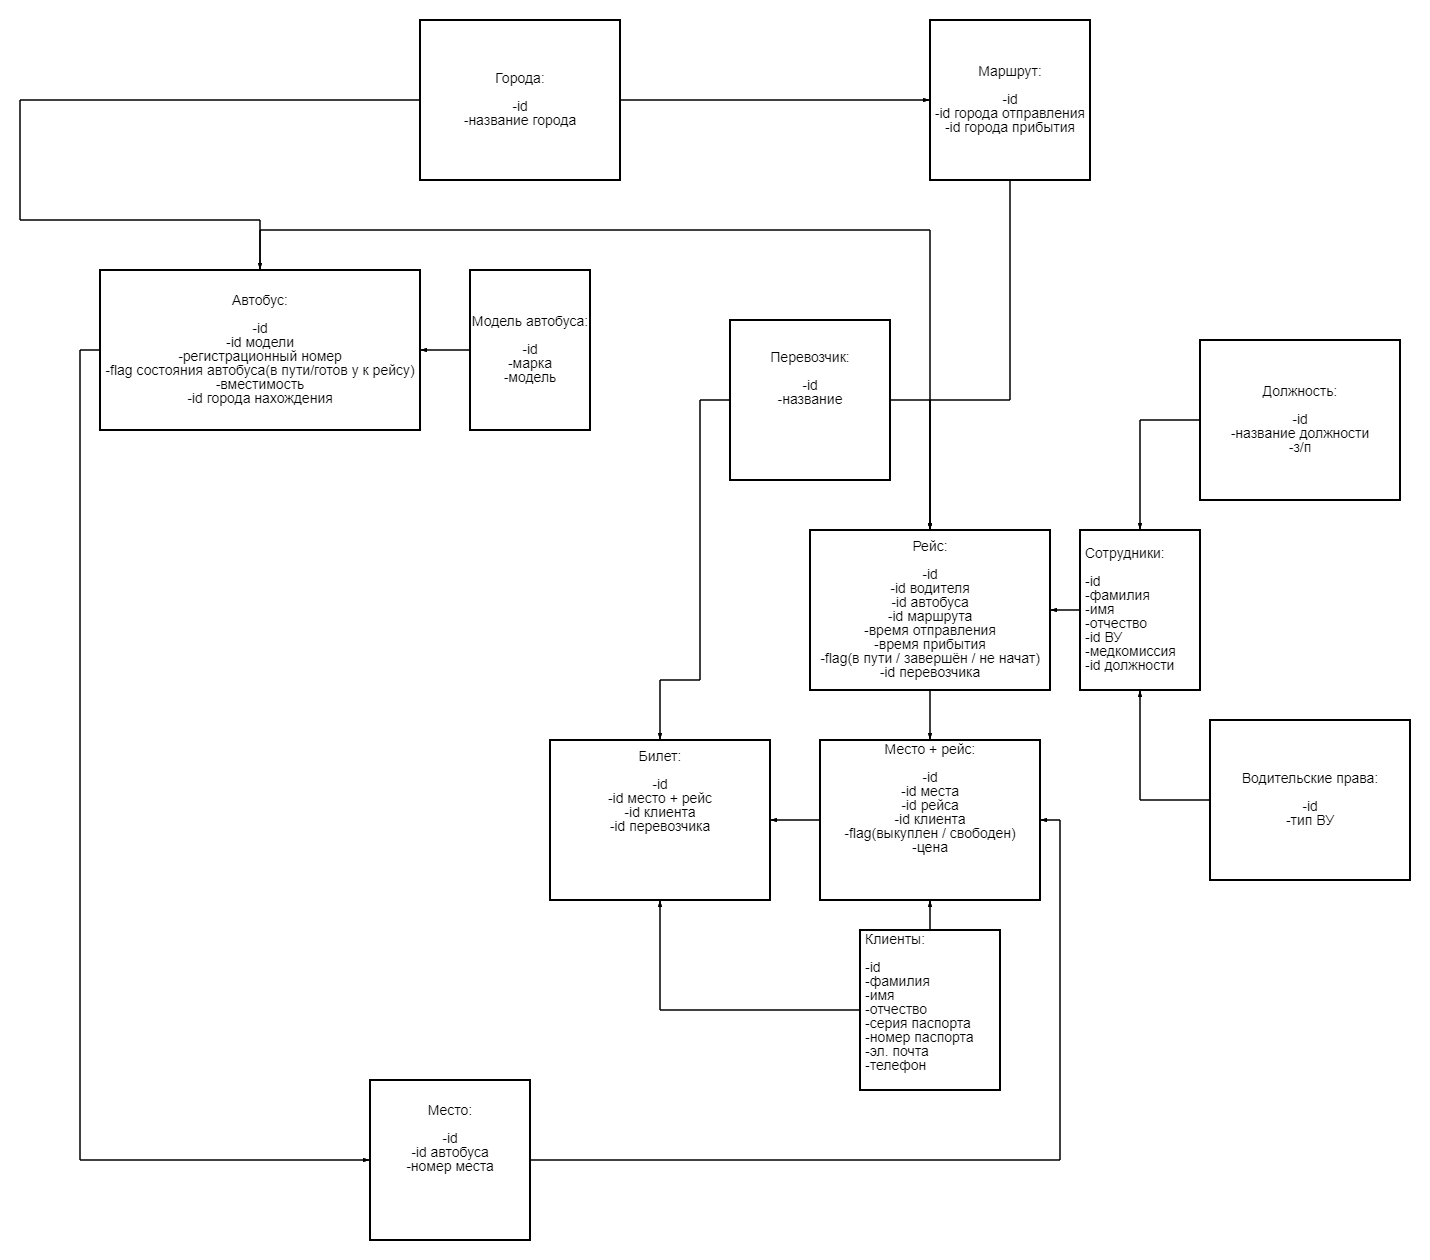 Города:
-id
-название города
Маршрут:
-id
-id города отправления
-id города прибытия
Автобус:
-id
-id модели
-регистрационный номер
-flag состояния автобуса(в пути/готов у к рейсу)
-вместимость
-id города нахождения
Модель автобуса:
-id
-марка
-модель
Перевозчик:
-id
-название
Должность:
-id
-название должности
-з/п
Рейс:
-id
-id водителя
-id автобуса
-id маршрута
-время отправления
-время прибытия
-flag(в пути / завершён / не начат)
-id перевозчика
Сотрудники:
-id
-фамилия
-имя
-отчество
-id ВУ
-медкомиссия
-id должности
Билет:
-id
-id место + рейс
-id клиента
-id перевозчика
Место + рейс:
-id
-id места
-id рейса
-id клиента
-flag(выкуплен / свободен)
-цена
Водительские права:
-id
-тип ВУ
Клиенты:
-id
-фамилия
-имя
-отчество
-серия паспорта
-номер паспорта
-эл. почта
-телефон
Место:
-id
-id автобуса
-номер места